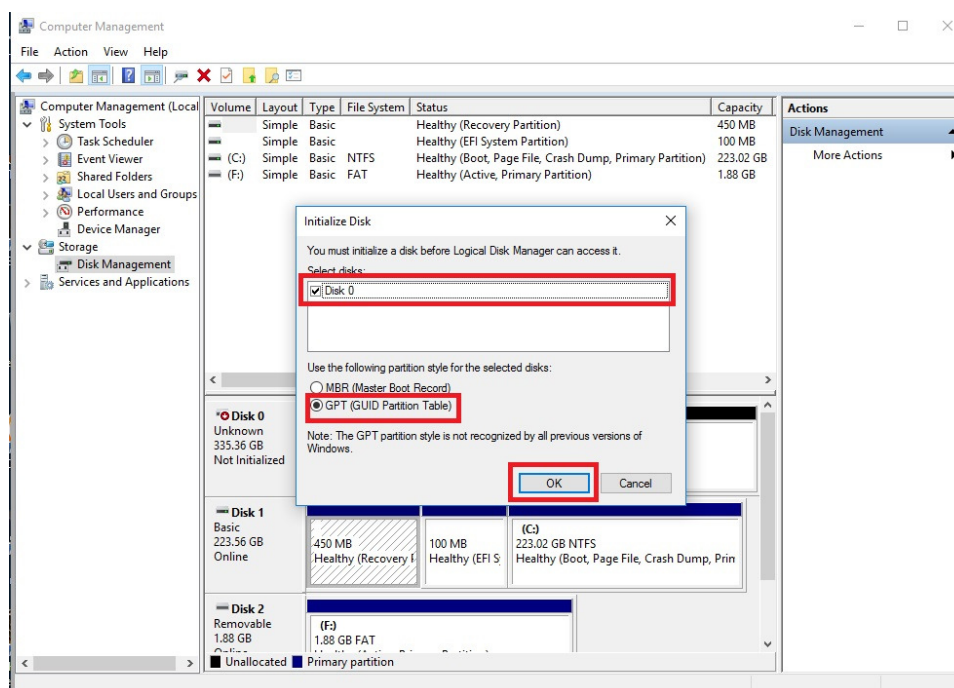 Computer Management
File Action View Help
Computer Management (Local
System Tools
Task Scheduler
Event Viewer
Shared Folders
Local Users and Groups
Performance
Device Manager
Storage
Disk Management
Services and Applications
Volume Layout Type File System Status Capacity
Simple Basic Healthy (Recovery Partition) 450 MB
Simple Basic Healthy (EFI System Partition) 100 MB
(C:) Simple Basic NTFS Healthy (Boot, Page File, Crash Dump, Primary Partition) 223.02 GB
(F:) Simple Basic FAT Healthy (Active, Primary Partition) 1.88 GB
Actions
Disk Management
More Actions
Initialize Disk
You must initialize a disk before Logical Disk Manager can access it.
Select disks:
Disk 0
Use the following partition style for the selected disks:
MBR (Master Boot Record)
GPT (GUID Partition Table)
Note: The GPT partition style is not recognized by all previous versions of
Windows.
OK Cancel
Disk 0
Unknown
335.36 GB
Not Initialized
Disk 1
Basic
223.56 GB
Online
450 MB
Healthy (Recovery P
100 MB
Healthy (EFI S
(C:)
223.02 GB NTFS
Healthy (Boot, Page File, Crash Dump, Prin
Disk 2
Removable
1.88 GB
(F:)
1.88 GB FAT
Unallocated Primary partition